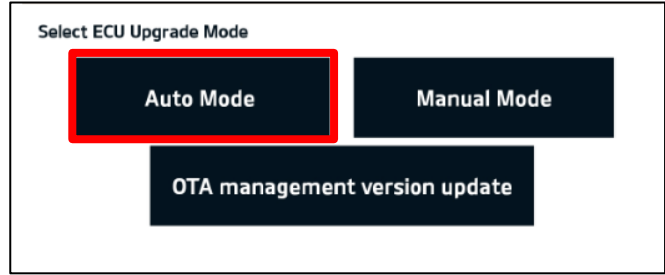 Select ECU Upgrade Mode
Auto Mode
Manual Mode
OTA management version update